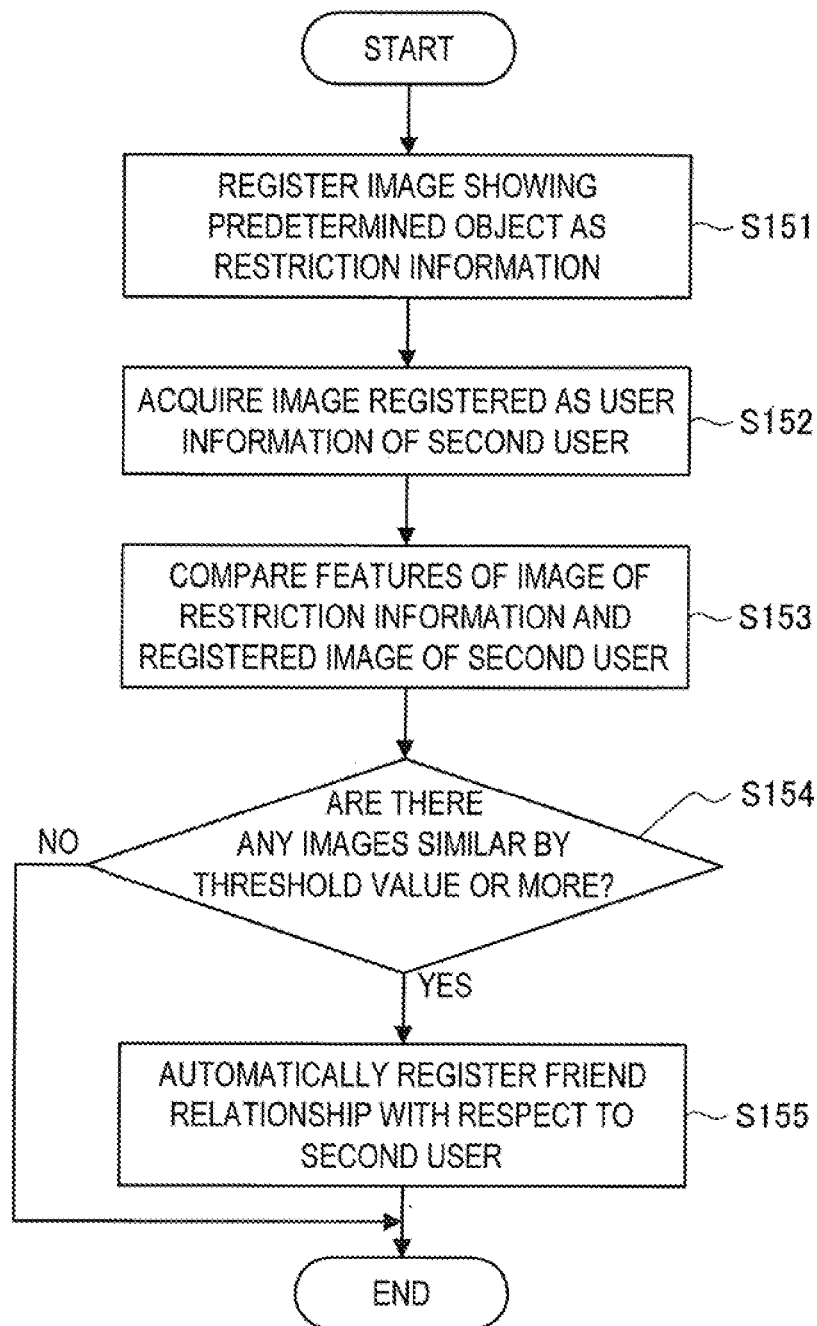 START
REGISTER IMAGE SHOWING
PREDETERMINED OBJECT AS
RESTRICTION INFORMATION
S151
ACQUIRE IMAGE REGISTERED AS USER
INFORMATION OF SECOND USER
S152
COMPARE FEATURES OF IMAGE OF
RESTRICTION INFORMATION AND
REGISTERED IMAGE OF SECOND USER
S153
ARE THERE
ANY IMAGES SIMILAR BY
THRESHOLD VALUE OR MORE?
S154
NO
YES
AUTOMATICALLY REGISTER FRIEND
RELATIONSHIP WITH RESPECT TO
SECOND USER
S155
END